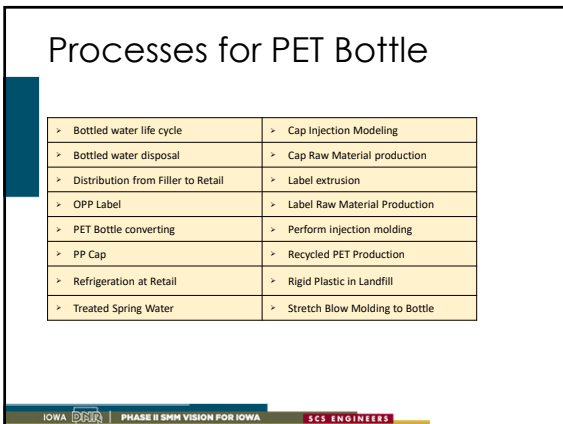 Processes for PET Bottle
➢ Bottled water life cycle
➢ Cap Injection Modeling
➢ Bottled water disposal
➢ Cap Raw Material production
➢ Distribution from Filler to Retail
➢ Label extrusion
➢ OPP Label
➢ Label Raw Material Production
➢ PET Bottle converting
➢ Perform injection molding
➢ PP Cap
➢ Recycled PET Production
➢ Refrigeration at Retail
➢ Rigid Plastic in Landfill
➢ Treated Spring Water
➢ Stretch Blow Molding to Bottle
IOWA DNR PHASE II SMM VISION FOR IOWA SCS ENGINEERS